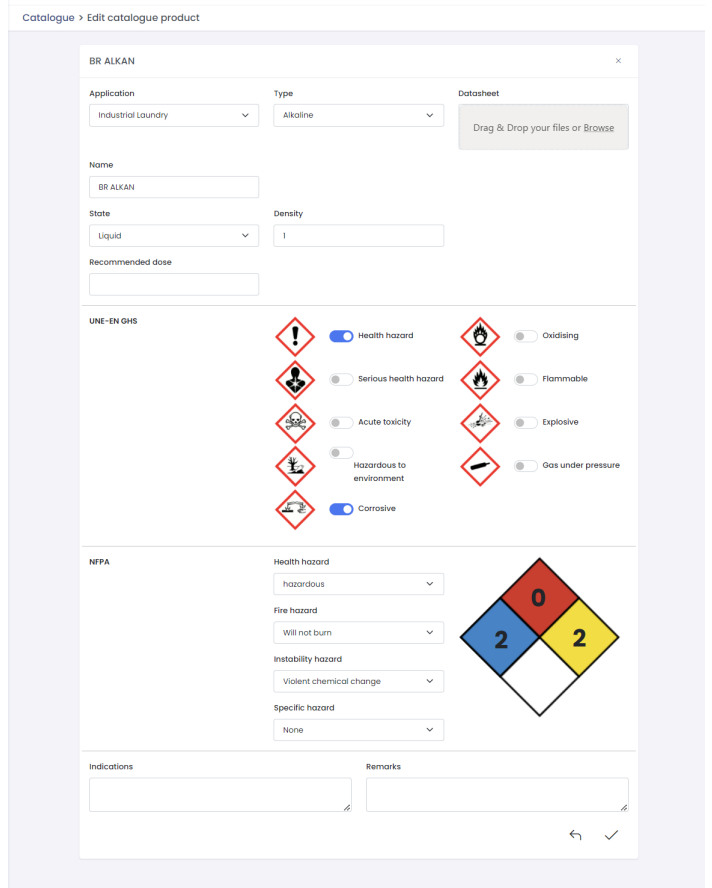 Catalogue > Edit catalogue product
BR ALKAN
×
Application
Type
Datasheet
Industrial Laundry
Alkaline
Drag & Drop your files or Browse
Name
BR ALKAN
State
Density
Liquid
1
Recommended dose
UNE-EN GHS
Health hazard
Oxidising
Serious health hazard
Flammable
Acute toxicity
Explosive
Hazardous to
environment
Gas under pressure
Corrosive
NFPA
Health hazard
hazardous
Fire hazard
Will not burn
Instability hazard
Violent chemical change
Specific hazard
None
0
2
2
Indications
Remarks